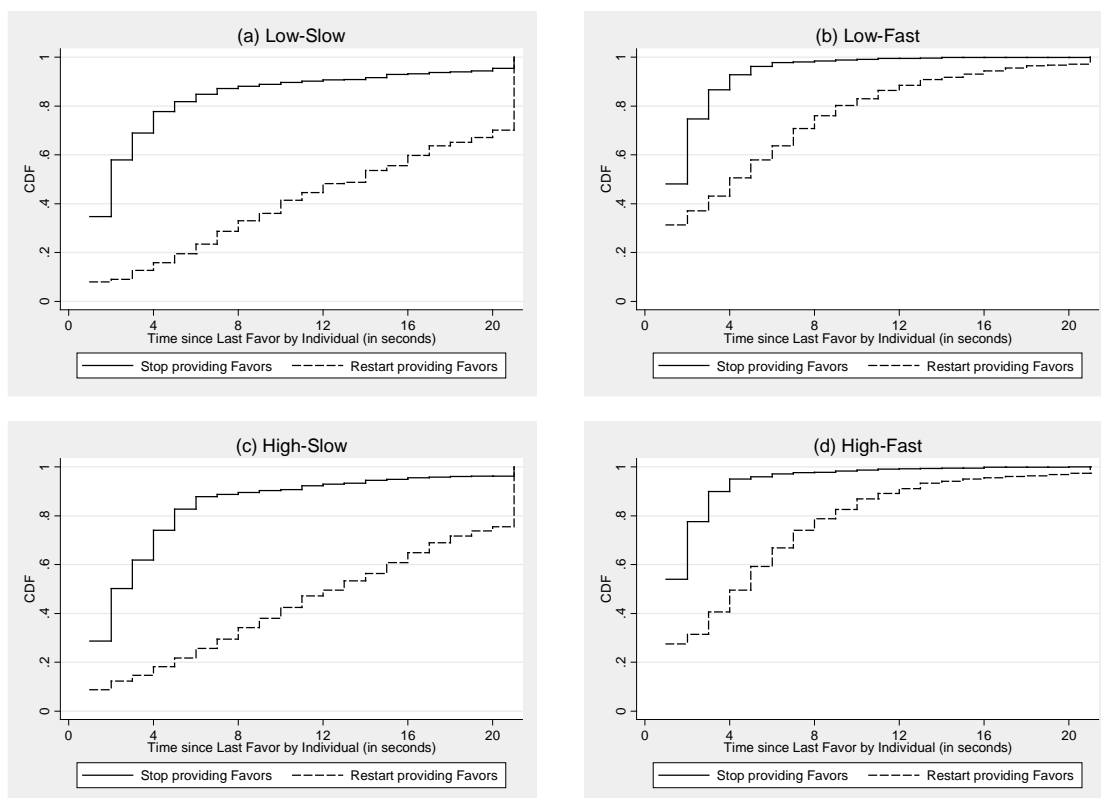 (a) Low-Slow
CDF
0 .2 .4 .6 .8 1
0 4 8 12 16 20
Time since Last Favor by Individual (in seconds)
Stop providing Favors Restart providing Favors
(b) Low-Fast
CDF
0 .2 .4 .6 .8 1
0 4 8 12 16 20
Time since Last Favor by Individual (in seconds)
Stop providing Favors Restart providing Favors
(c) High-Slow
CDF
0 .2 .4 .6 .8 1
0 4 8 12 16 20
Time since Last Favor by Individual (in seconds)
Stop providing Favors Restart providing Favors
(d) High-Fast
CDF
0 .2 .4 .6 .8 1
0 4 8 12 16 20
Time since Last Favor by Individual (in seconds)
Stop providing Favors Restart providing Favors